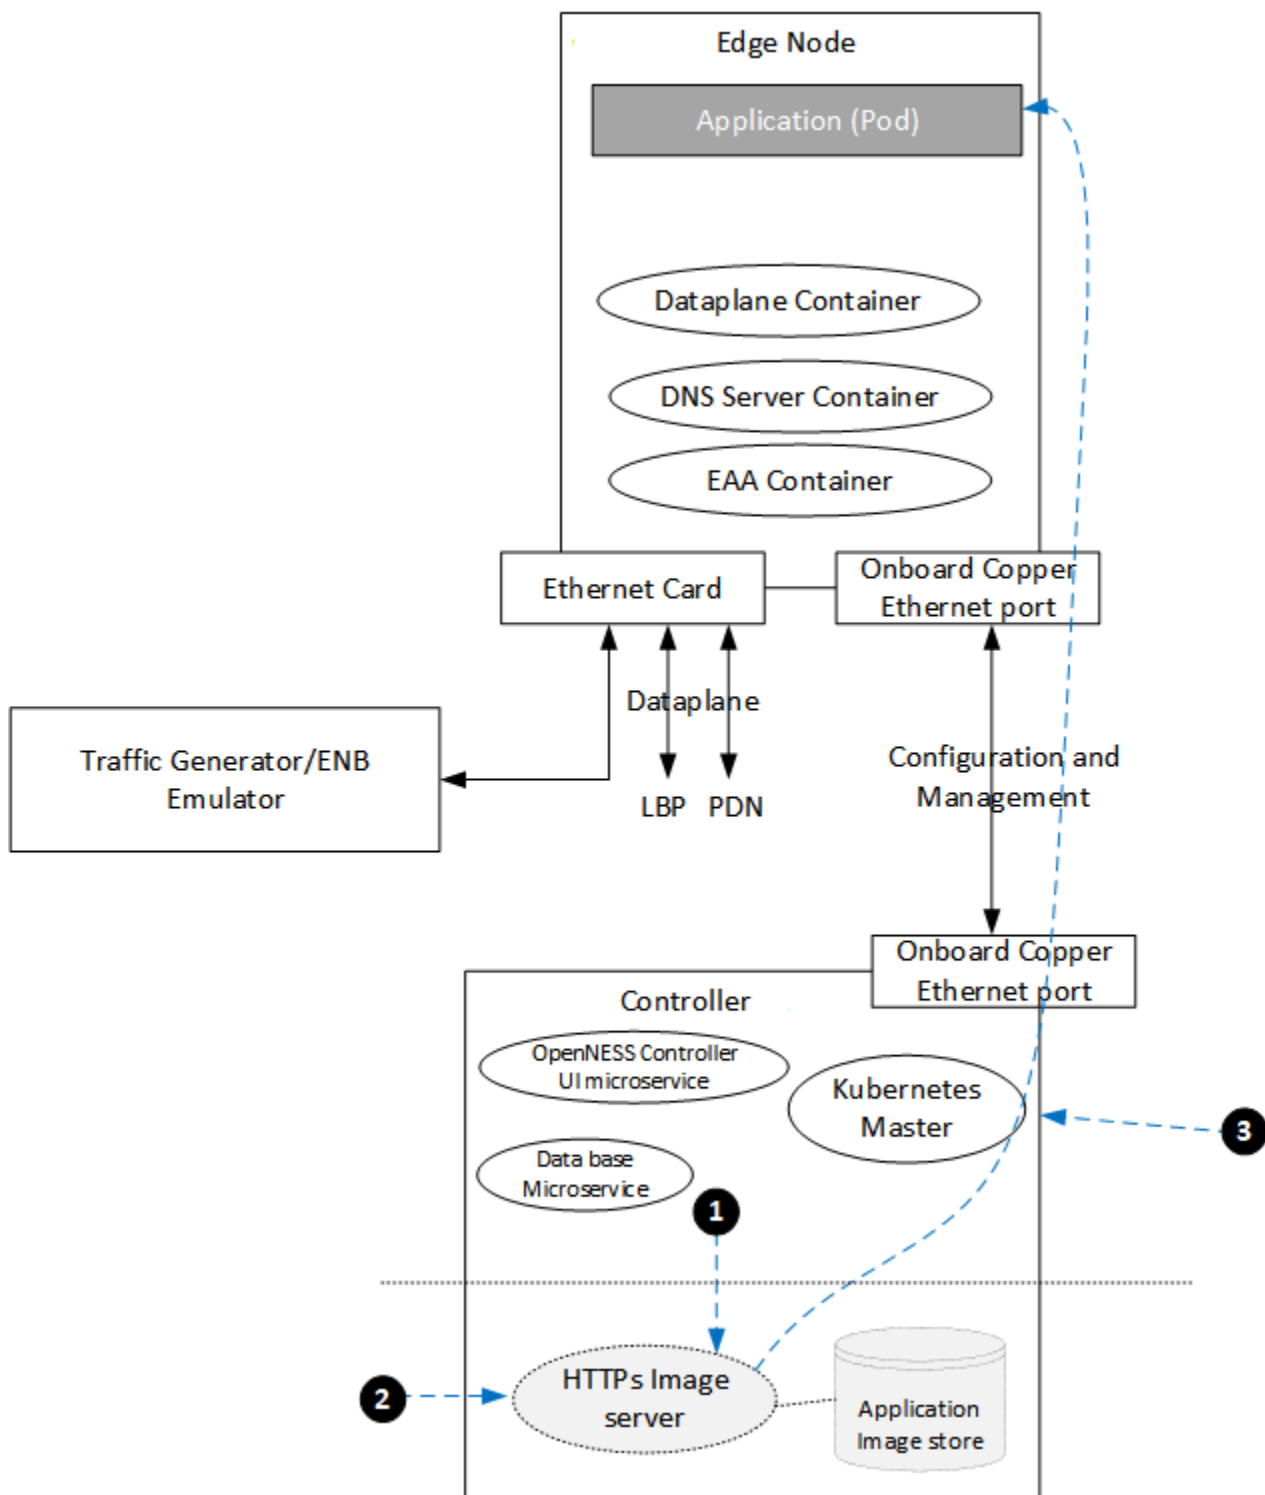 Edge Node
Application (Pod)
Dataplane Container
DNS Server Container
EAA Container
Ethernet Card
Onboard Copper
Ethernet port
Dataplane
LBP PDN
Traffic Generator/ENB
Emulator
Configuration and
Management
Onboard Copper
Ethernet port
Controller
OpenNESS Controller
UI microservice
Kubernetes
Master
3
Data base
Microservice
1
HTTPs Image
server
2
Application
Image store